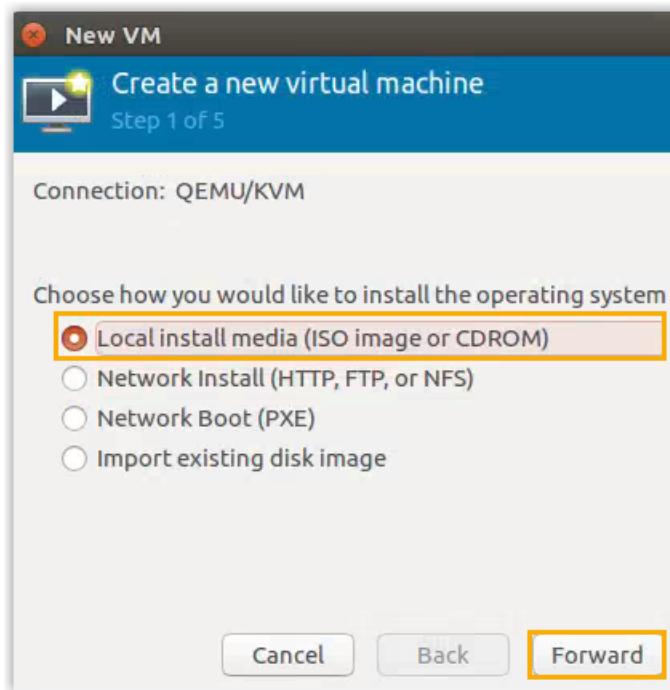 New VM
Create a new virtual machine
Step 1 of 5
Connection: QEMU/KVM
Choose how you would like to install the operating system
Local install media (ISO image or CDROM)
Network Install (HTTP, FTP, or NFS)
Network Boot (PXE)
Import existing disk image
Cancel Back Forward